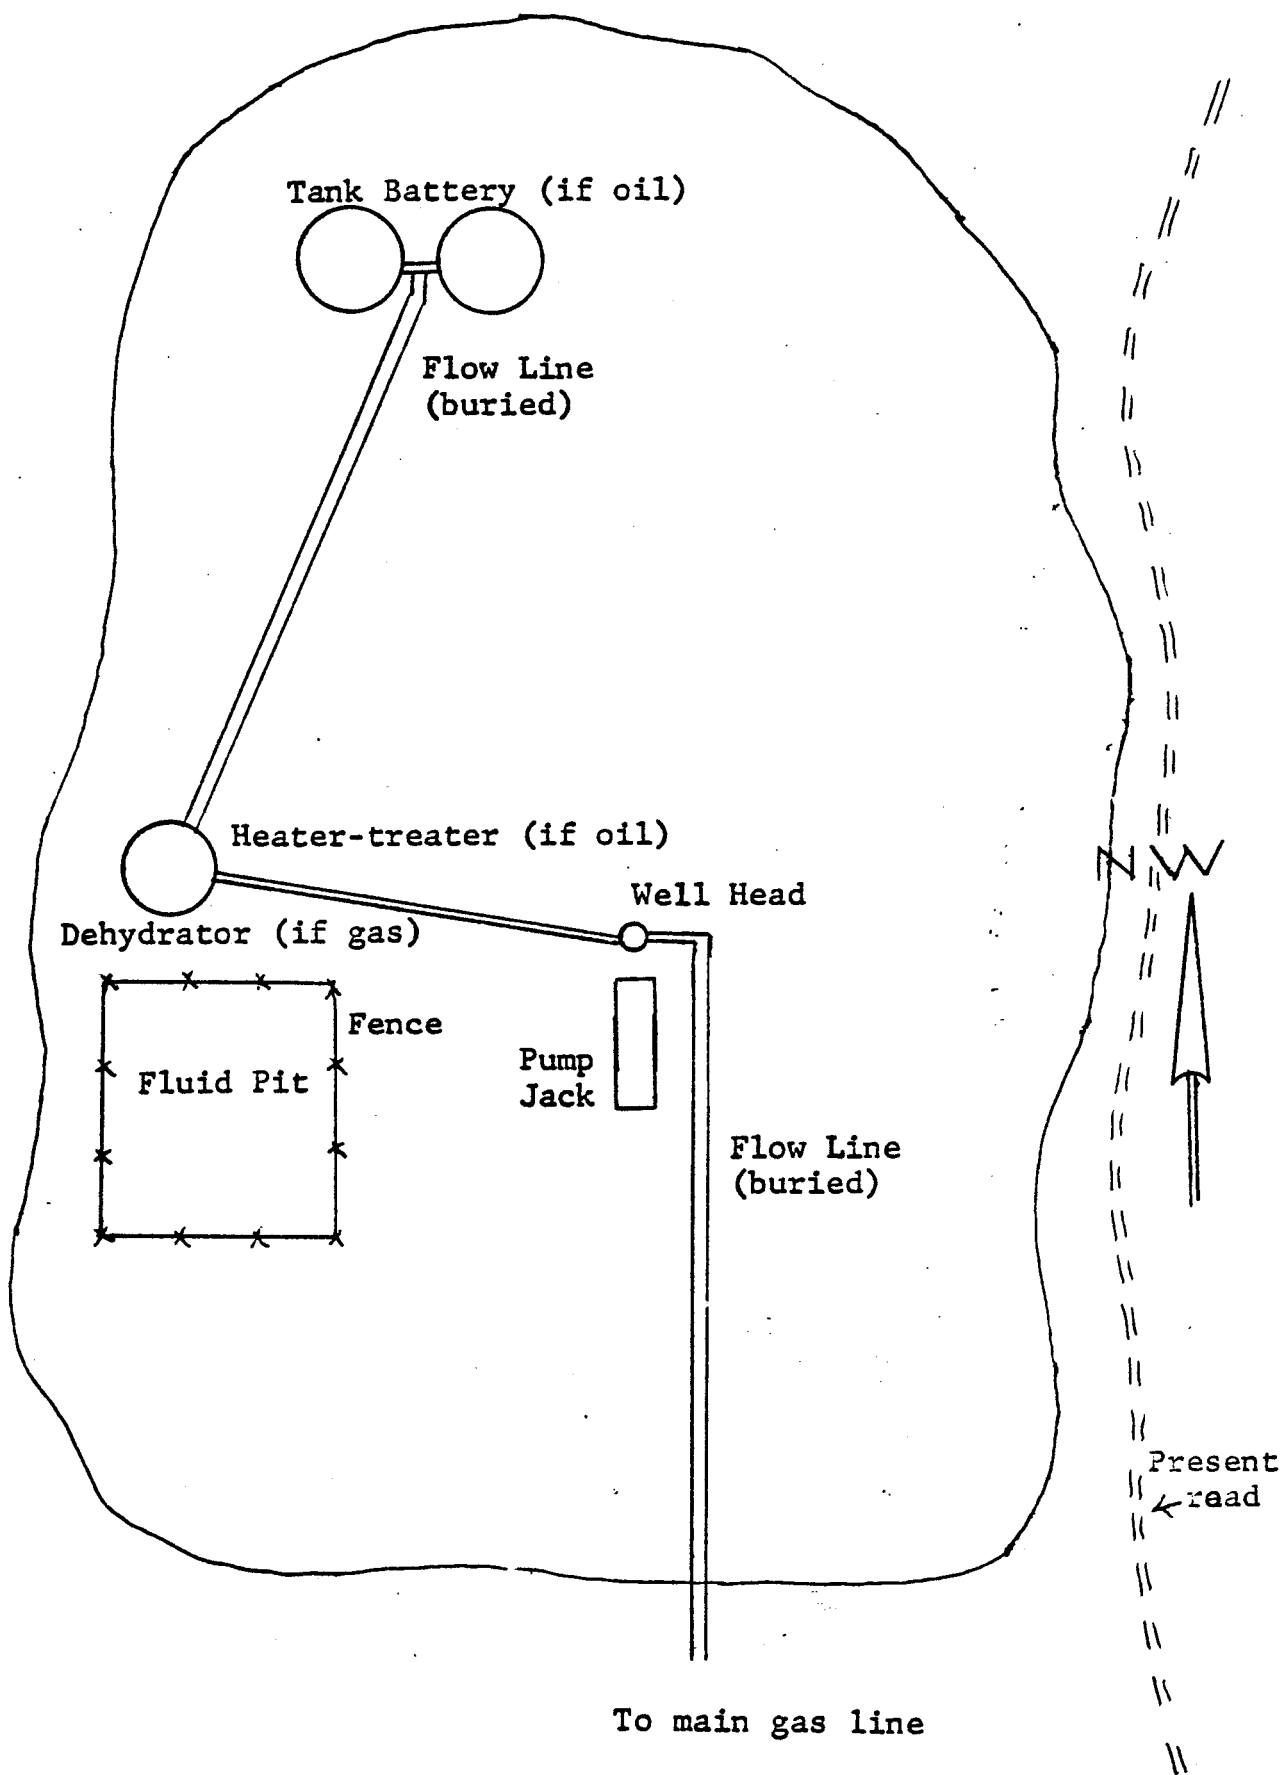 Tank Battery (if oil)
Flow Line
(buried)
Heater-treater (if oil)
Well Head
N W
Dehydrator (if gas)
Fence
Fluid Pit
Pump
Jack
Flow Line
(buried)
Present
read
To main gas line